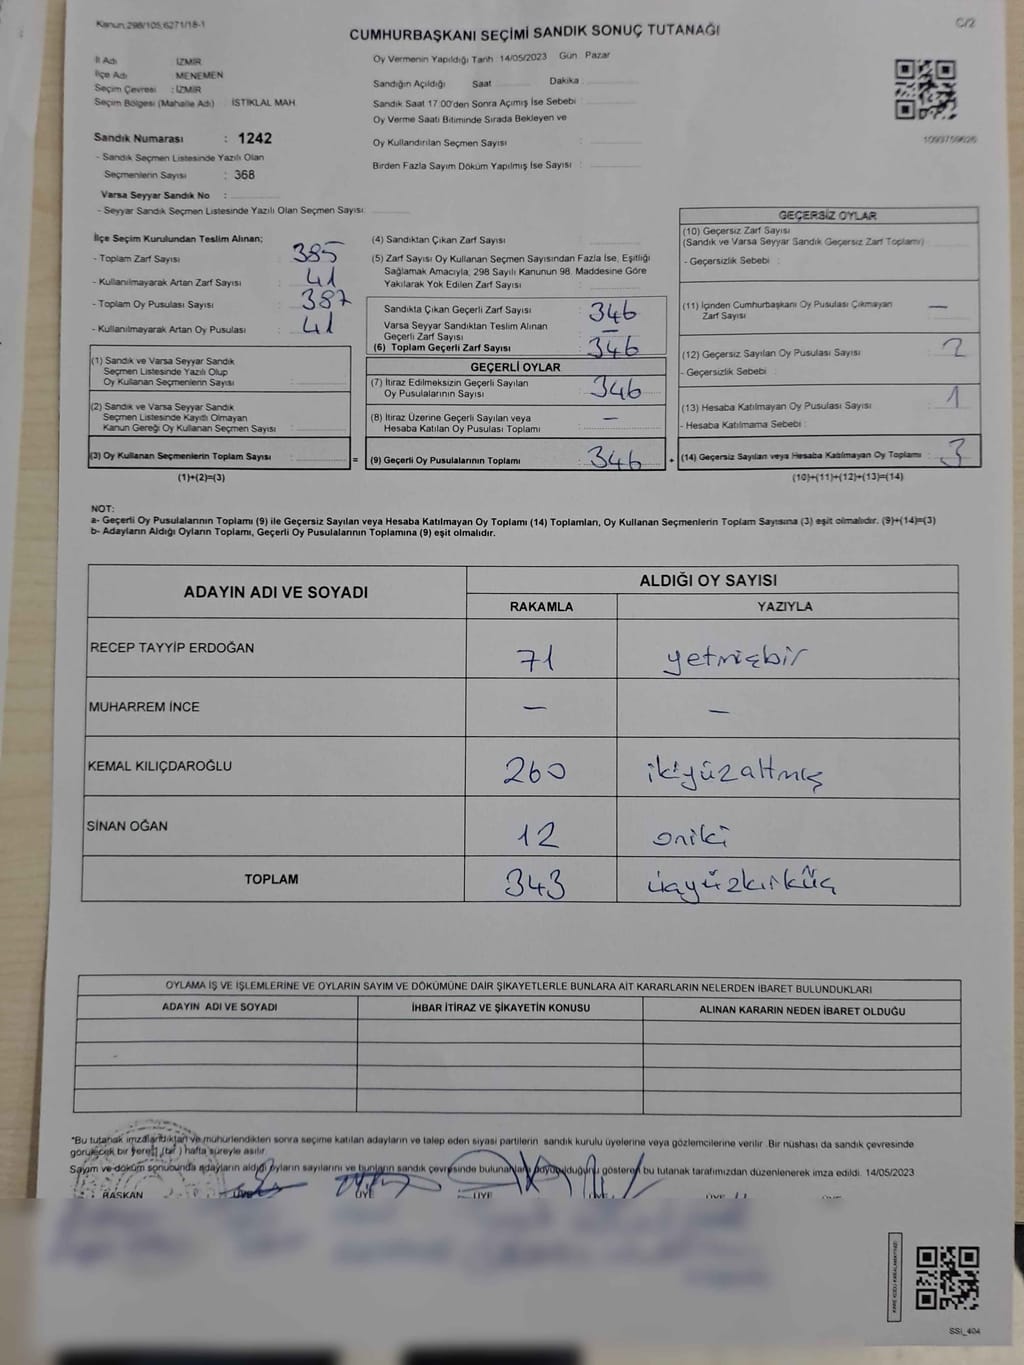 Kanun,298/105,6271/18-1
C/2
CUMHURBAŞKANI SEÇİMİ SANDIK SONUÇ TUTANAĞI
İl Adı : İZMİR
İlçe Adı : MENEMEN
Seçim Çevresi : İZMİR
Seçim Bölgesi (Mahalle Adı) : İSTİKLAL MAH.
Sandık Numarası : 1242
- Sandık Seçmen Listesinde Yazılı Olan
Seçmenlerin Sayısı : 368
Varsa Seyyar Sandık No :
- Seyyar Sandık Seçmen Listesinde Yazılı Olan Seçmen Sayısı
Oy Vermenin Yapıldığı Tarih 14/05/2023 Gün Pazar
Sandığın Açıldığı Saat Dakika
Sandık Saat 17.00'den Sonra Açımış İse Sebebi :
Oy Verme Saati Bitiminde Sırada Bekleyen ve
Oy Kullandırılan Seçmen Sayısı :
Birden Fazla Sayım Döküm Yapılmış İse Sayısı :
1093759626
İlçe Seçim Kurulundan Teslim Alınan;
- Toplam Zarf Sayısı : 385
- Kullanılmayarak Artan Zarf Sayısı : 41
- Toplam Oy Pusulası Sayısı : 387
- Kullanılmayarak Artan Oy Pusulası : 41
(1) Sandık ve Varsa Seyyar Sandık
Seçmen Listesinde Yazılı Olup
Oy Kullanan Seçmenlerin Sayısı :
(2) Sandık ve Varsa Seyyar Sandık
Seçmen Listesinde Kayıtlı Olmayan
Kanun Gereği Oy Kullanan Seçmen Sayısı :
(3) Oy Kullanan Seçmenlerin Toplam Sayısı : =
(1)+(2)=(3)
(4) Sandıktan Çıkan Zarf Sayısı
(5) Zarf Sayısı Oy Kullanan Seçmen Sayısından Fazla İse, Eşitliği
Sağlamak Amacıyla, 298 Sayılı Kanunun 98. Maddesine Göre
Yakılarak Yok Edilen Zarf Sayısı :
Sandıkta Çıkan Geçerli Zarf Sayısı : 346
Varsa Seyyar Sandıktan Teslim Alınan
Geçerli Zarf Sayısı : —
(6) Toplam Geçerli Zarf Sayısı : 346
GEÇERLİ OYLAR
(7) İtiraz Edilmeksizin Geçerli Sayılan
Oy Pusulalarının Sayısı : 346
(8) İtiraz Üzerine Geçerli Sayılan veya
Hesaba Katılan Oy Pusulası Toplamı : —
(9) Geçerli Oy Pusulalarının Toplamı : 346 +
GEÇERSİZ OYLAR
(10) Geçersiz Zarf Sayısı
(Sandık ve Varsa Seyyar Sandık Geçersiz Zarf Toplamı)
- Geçersizlik Sebebi :
(11) İçinden Cumhurbaşkanı Oy Pusulası Çıkmayan
Zarf Sayısı : —
(12) Geçersiz Sayılan Oy Pusulası Sayısı : 2
- Geçersizlik Sebebi :
(13) Hesaba Katılmayan Oy Pusulası Sayısı : 1
- Hesaba Katılmama Sebebi :
(14) Geçersiz Sayılan veya Hesaba Katılmayan Oy Toplamı : 3
(10)+(11)+(12)+(13)=(14)
NOT:
a- Geçerli Oy Pusulalarının Toplamı (9) ile Geçersiz Sayılan veya Hesaba Katılmayan Oy Toplamı (14) Toplamları, Oy Kullanan Seçmenlerin Toplam Sayısına (3) eşit olmalıdır. (9)+(14)=(3)
b- Adayların Aldığı Oyların Toplamı, Geçerli Oy Pusulalarının Toplamına (9) eşit olmalıdır.
ADAYIN ADI VE SOYADI ALDIĞI OY SAYISI
RAKAMLA YAZIYLA
RECEP TAYYİP ERDOĞAN 71 yetmişbir
MUHARREM İNCE — —
KEMAL KILIÇDAROĞLU 260 ikiyüzaltmış
SİNAN OĞAN 12 oniki
TOPLAM 343 üçyüzkırküç
OYLAMA İŞ VE İŞLEMLERİNE VE OYLARIN SAYIM VE DÖKÜMÜNE DAİR ŞİKAYETLERLE BUNLARA AİT KARARLARIN NELERDEN İBARET BULUNDUKLARI
ADAYIN ADI VE SOYADI İHBAR İTİRAZ VE ŞİKAYETİN KONUSU ALINAN KARARIN NEDEN İBARET OLDUĞU
*Bu tutanak imzalandıktan ve mühürlendikten sonra seçime katılan adayların ve talep eden siyasi partilerin sandık kurulu üyelerine veya gözlemcilerine verilir. Bir nüshası da sandık çevresinde
görülecek bir yere 1 (bir) hafta süreyle asılır.
Sayım ve döküm sonucunda adayların aldığı oyların sayılarını ve bunların sandık çevresinde bulunanlara duyurulduğunu gösteren bu tutanak tarafımızdan düzenlenerek imza edildi. 14/05/2023
BAŞKAN ÜYE ÜYE ÜYE ÜYE ÜYE ÜYE
SSİ_404